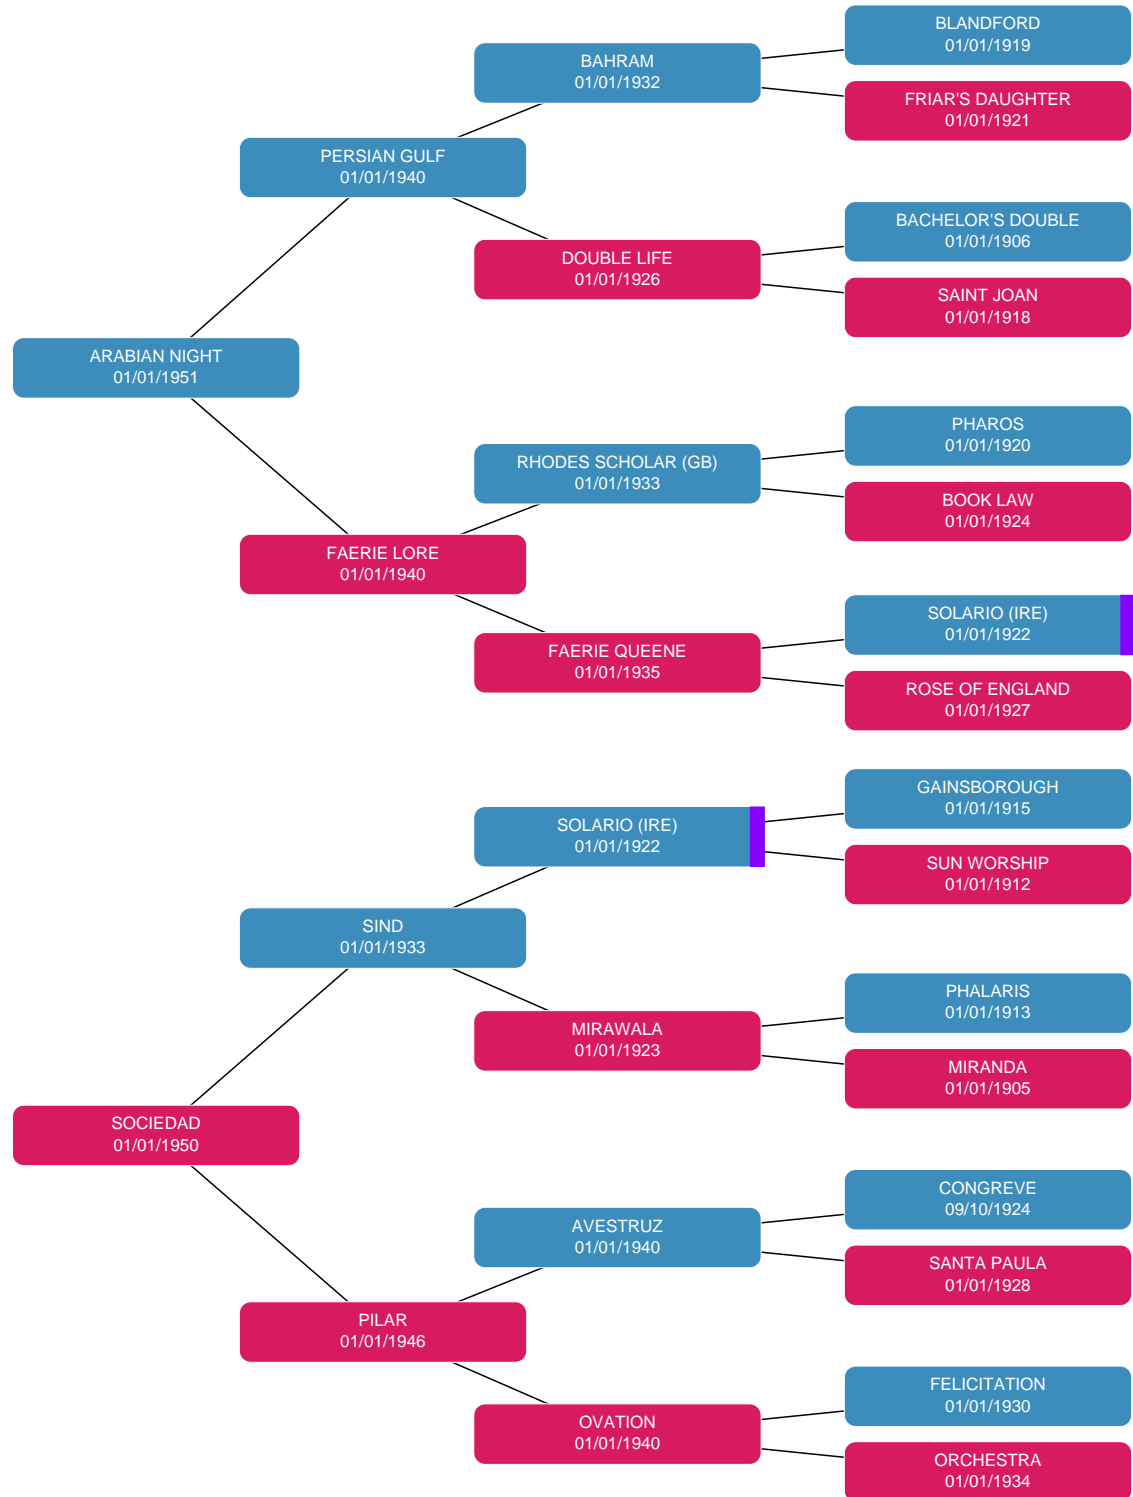 BLANDFORD
01/01/1919
BAHRAM
01/01/1932
FRIAR'S DAUGHTER
01/01/1921
PERSIAN GULF
01/01/1940
BACHELOR'S DOUBLE
01/01/1906
DOUBLE LIFE
01/01/1926
SAINT JOAN
01/01/1918
ARABIAN NIGHT
01/01/1951
PHAROS
01/01/1920
RHODES SCHOLAR (GB)
01/01/1933
BOOK LAW
01/01/1924
FAERIE LORE
01/01/1940
SOLARIO (IRE)
01/01/1922
FAERIE QUEENE
01/01/1935
ROSE OF ENGLAND
01/01/1927
GAINSBOROUGH
01/01/1915
SOLARIO (IRE)
01/01/1922
SUN WORSHIP
01/01/1912
SIND
01/01/1933
PHALARIS
01/01/1913
MIRAWALA
01/01/1923
MIRANDA
01/01/1905
SOCIEDAD
01/01/1950
CONGREVE
09/10/1924
AVESTRUZ
01/01/1940
SANTA PAULA
01/01/1928
PILAR
01/01/1946
FELICITATION
01/01/1930
OVATION
01/01/1940
ORCHESTRA
01/01/1934